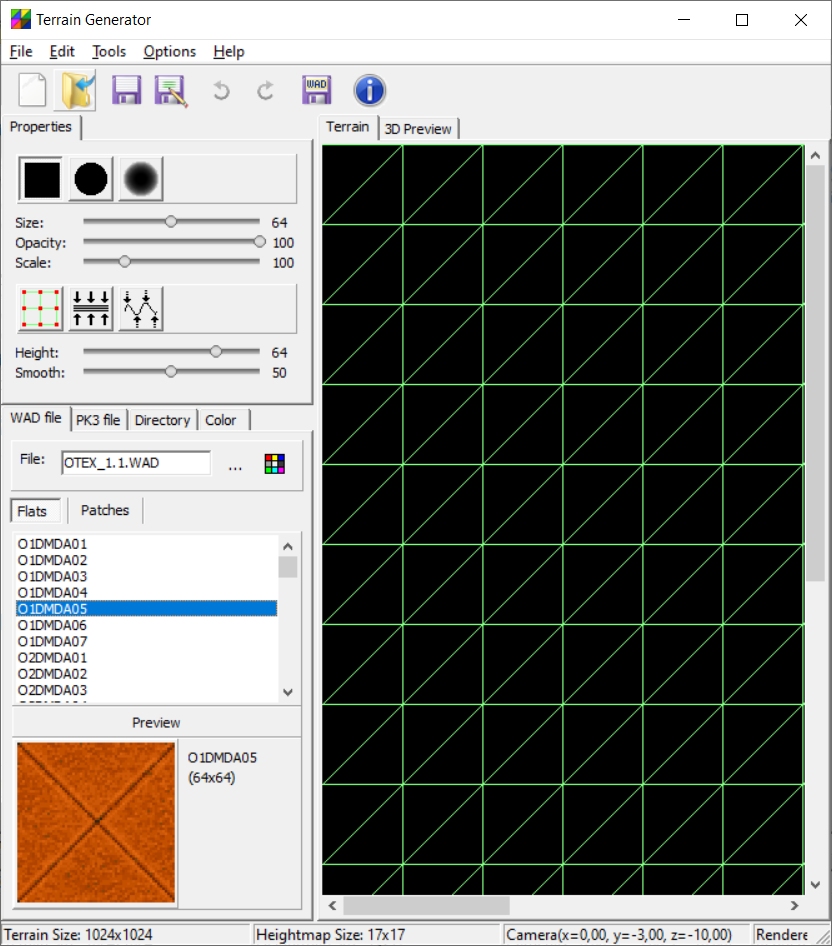 Terrain Generator
File Edit Tools Options Help
WAD
Properties
Terrain 3D Preview
Size: 64
Opacity: 100
Scale: 100
Height: 64
Smooth: 50
WAD file PK3 file Directory Color
File: OTEX_1.1.WAD ...
Flats Patches
O1DMDA01
O1DMDA02
O1DMDA03
O1DMDA04
O1DMDA05
O1DMDA06
O1DMDA07
O2DMDA01
O2DMDA02
O2DMDA03
Preview
O1DMDA05
(64x64)
Terrain Size: 1024x1024 Heightmap Size: 17x17 Camera(x=0,00, y=-3,00, z=-10,00) Rendere